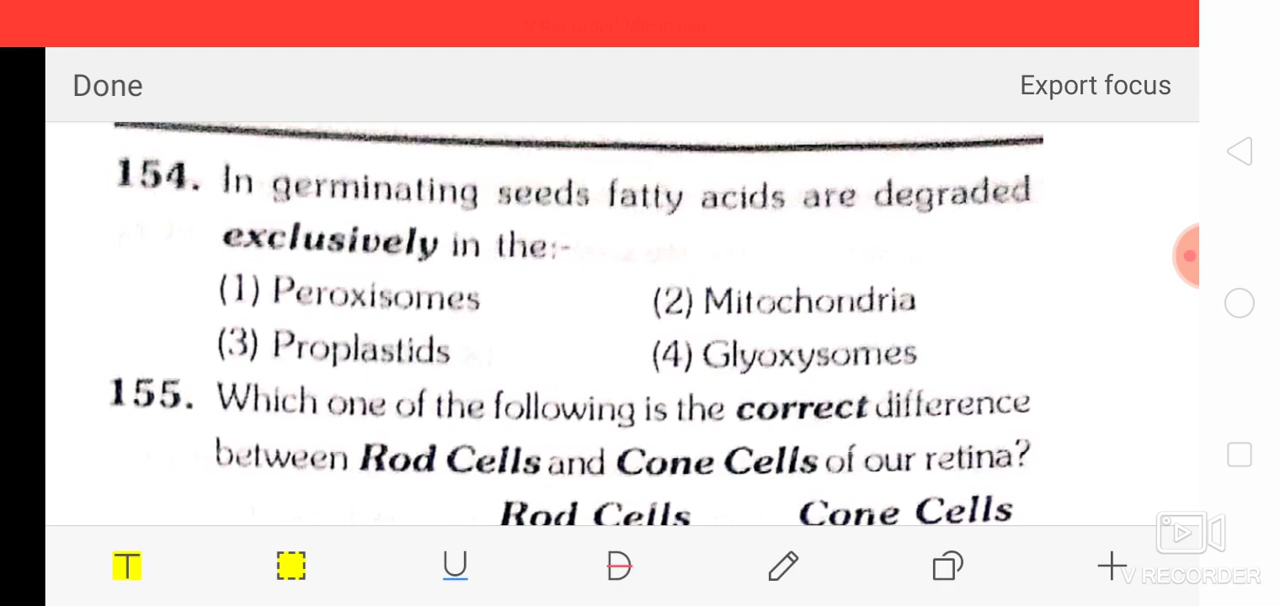 Done Export focus
154. In germinating seeds fatty acids are degraded
exclusively in the:-
(1) Peroxisomes (2) Mitochondria
(3) Proplastids (4) Glyoxysomes
155. Which one of the following is the correct difference
between Rod Cells and Cone Cells of our retina?
Rod Cells Cone Cells
T U D
V RECORDER